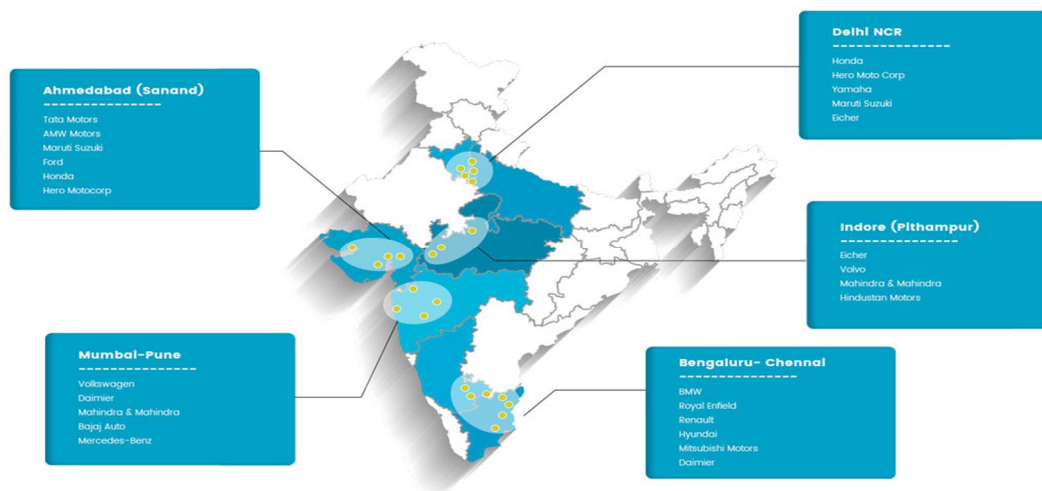 Delhi NCR
Honda
Hero Moto Corp
Yamaha
Maruti Suzuki
Eicher
Ahmedabad (Sanand)
Tata Motors
AMW Motors
Maruti Suzuki
Ford
Honda
Hero Motocorp
Indore (Pithampur)
Eicher
Volvo
Mahindra & Mahindra
Hindustan Motors
Mumbai-Pune
Volkswagen
Daimier
Mahindra & Mahindra
Bajaj Auto
Mercedes-Benz
Bengaluru- Chennai
BMW
Royal Enfield
Renault
Hyundai
Mitsubishi Motors
Daimier